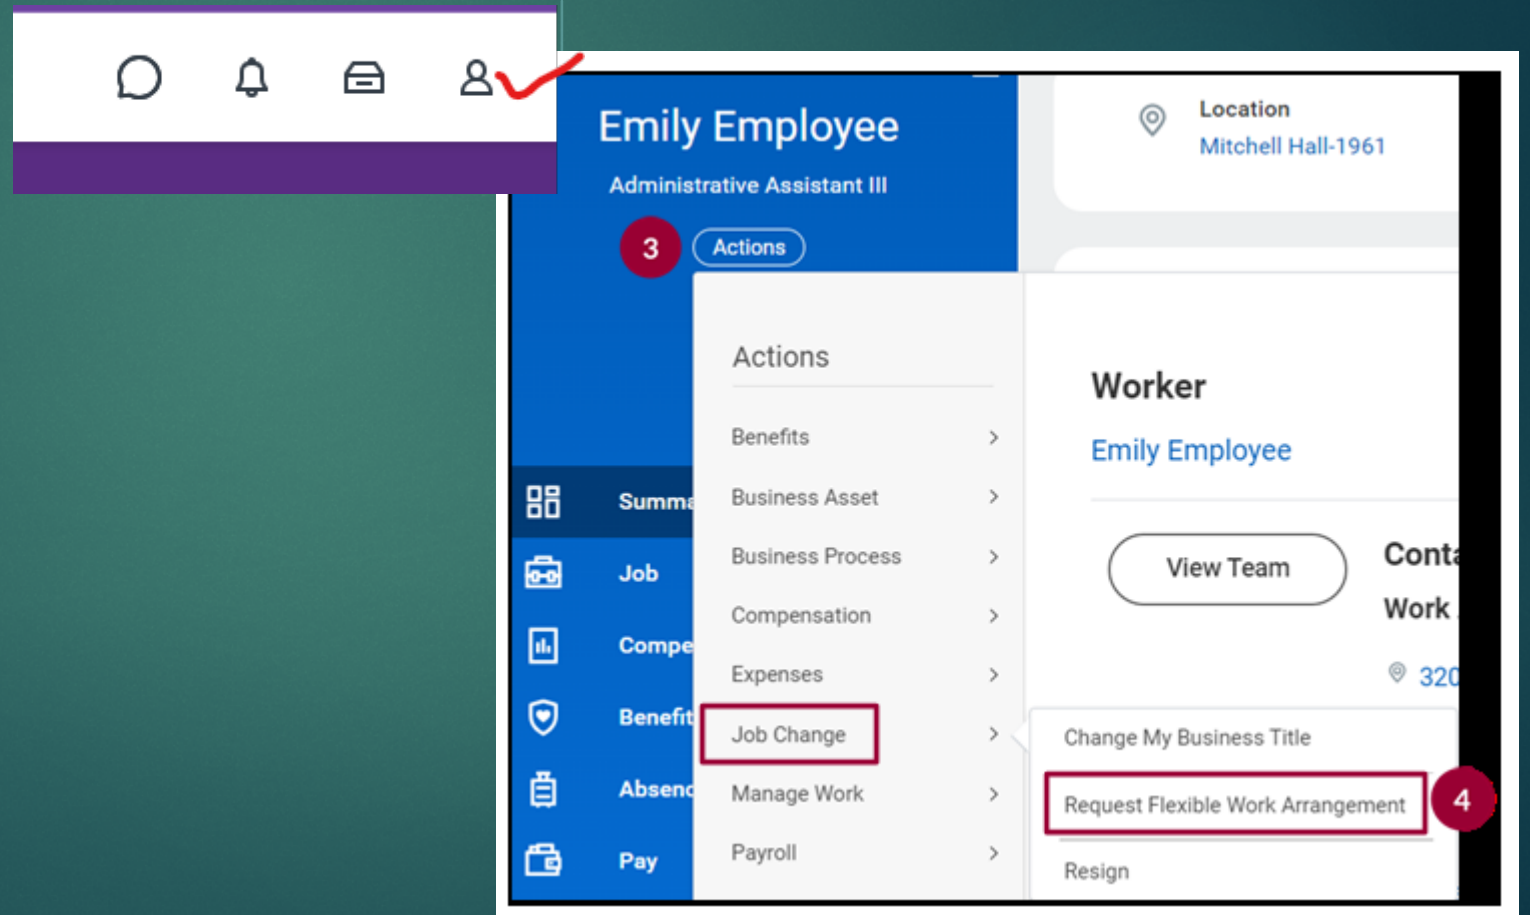 Emily Employee
Administrative Assistant III
3
Actions
Location
Mitchell Hall-1961
Actions
Benefits
Business Asset
Business Process
Compensation
Expenses
Job Change
Manage Work
Payroll
Summa
Job
Compe
Benefit
Absenc
Pay
Worker
Emily Employee
View Team
Conta
Work
320
Change My Business Title
Request Flexible Work Arrangement
4
Resign